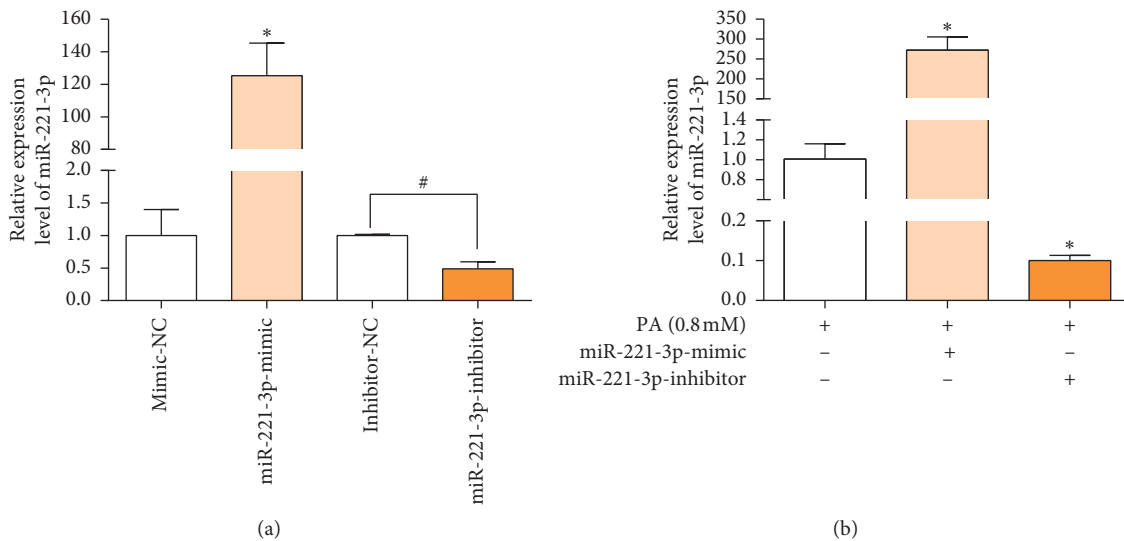 Relative expression
level of miR-221-3p
160
140
120
100
80
2.0
1.5
1.0
0.5
0.0
*
#
Mimic-NC
miR-221-3p-mimic
Inhibitor-NC
miR-221-3p-inhibitor
(a)
Relative expression
level of miR-221-3p
350
300
250
200
150
1.4
1.2
1.0
0.8
0.2
0.1
0.0
*
*
PA (0.8 mM) + + +
miR-221-3p-mimic – + –
miR-221-3p-inhibitor – – +
(b)